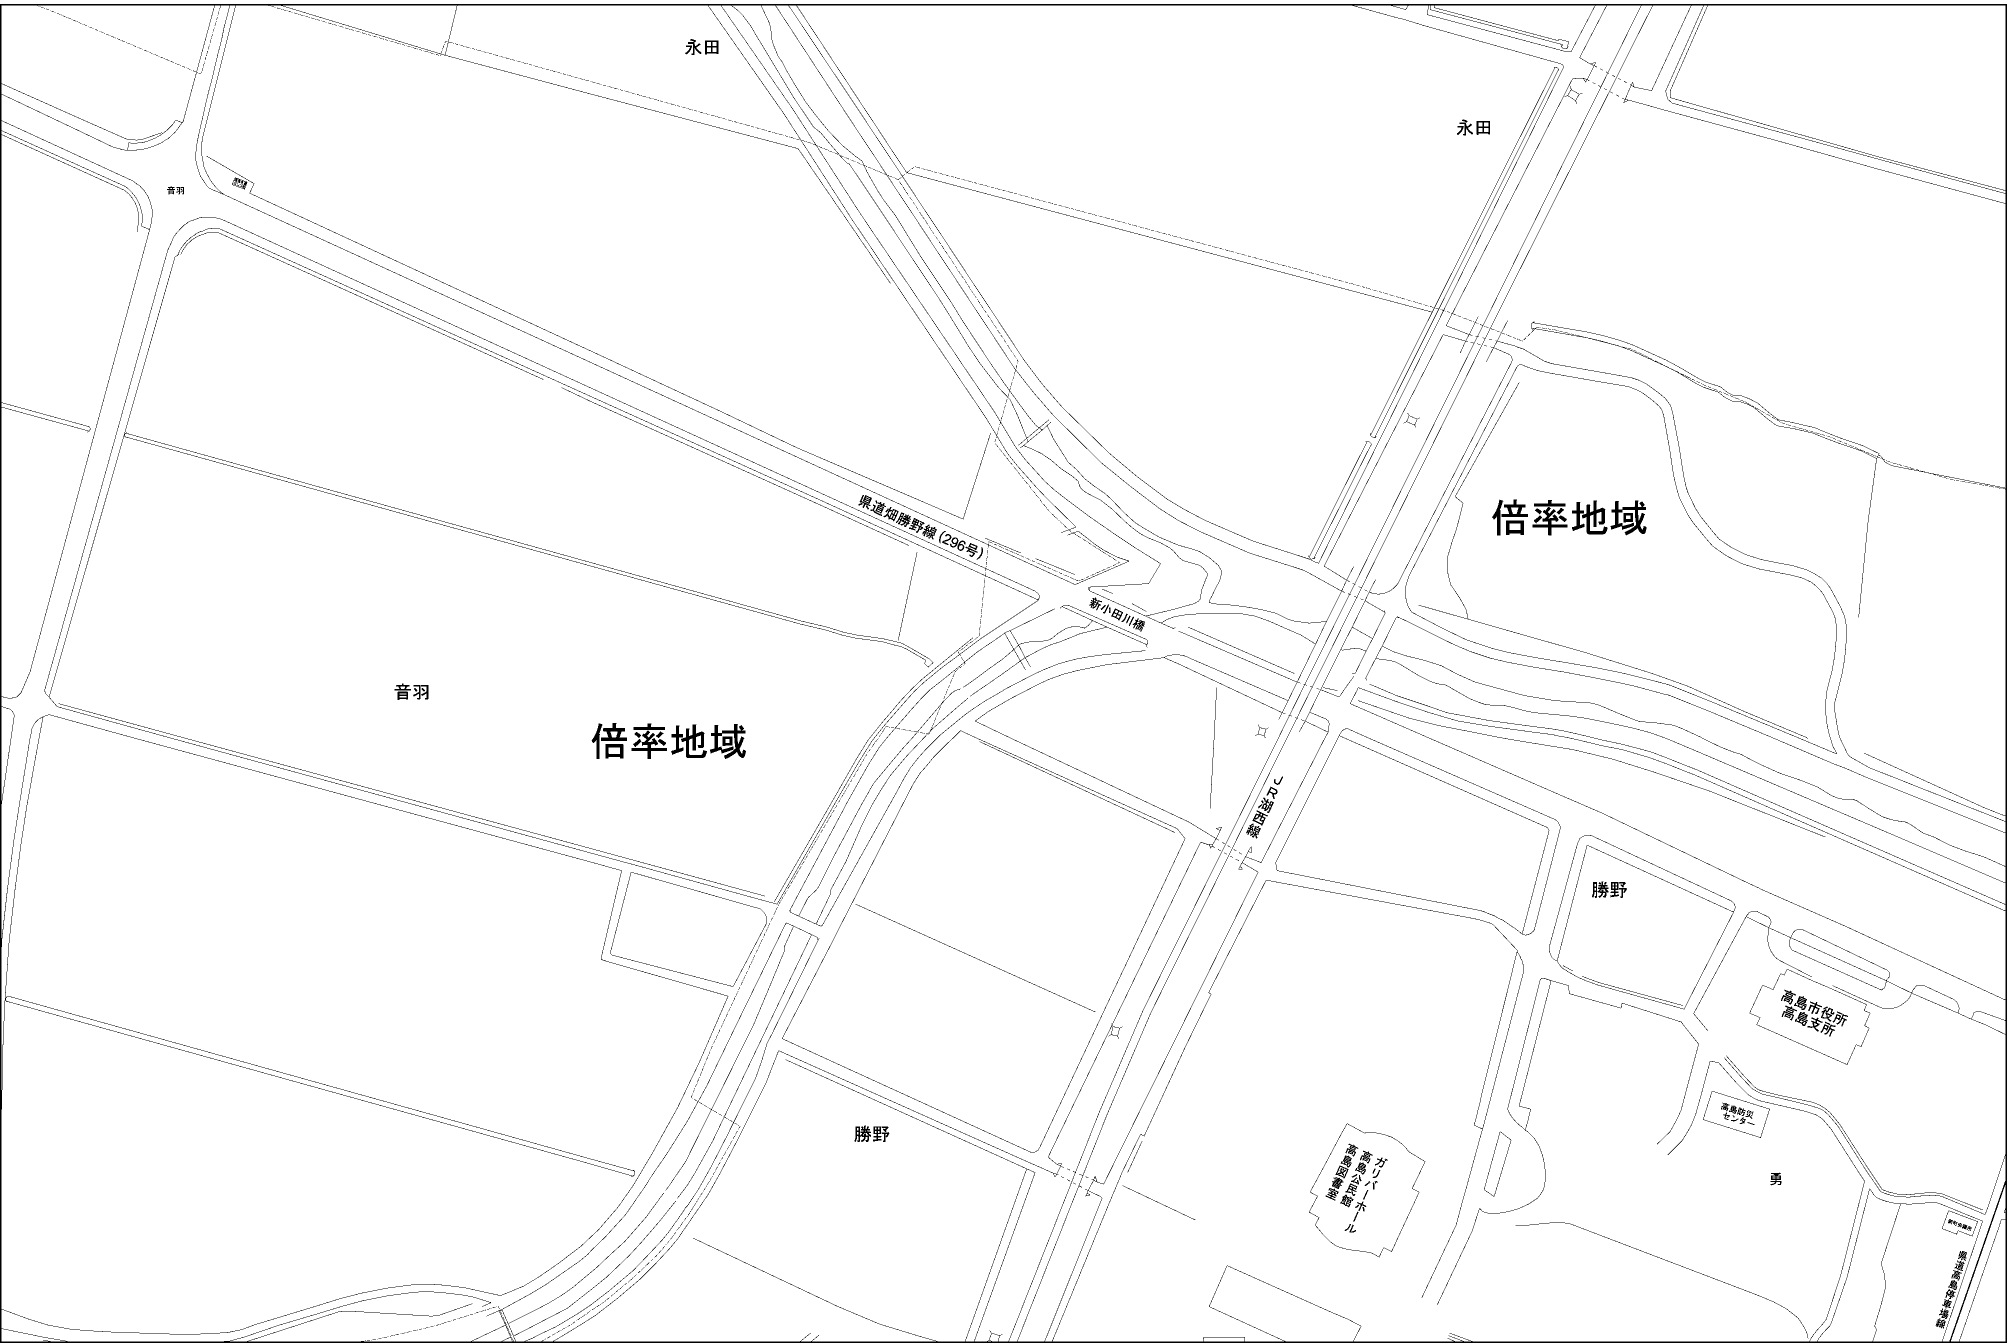 永田
永田
音羽
県道畑勝野線(296号)
倍率地域
新小田川橋
音羽
倍率地域
JR湖西線
勝野
高島市役所
高島支所
高島防災
センター
勝野
ガリバーホール
高島公民館
高島図書室
勇
県道高島停車場線